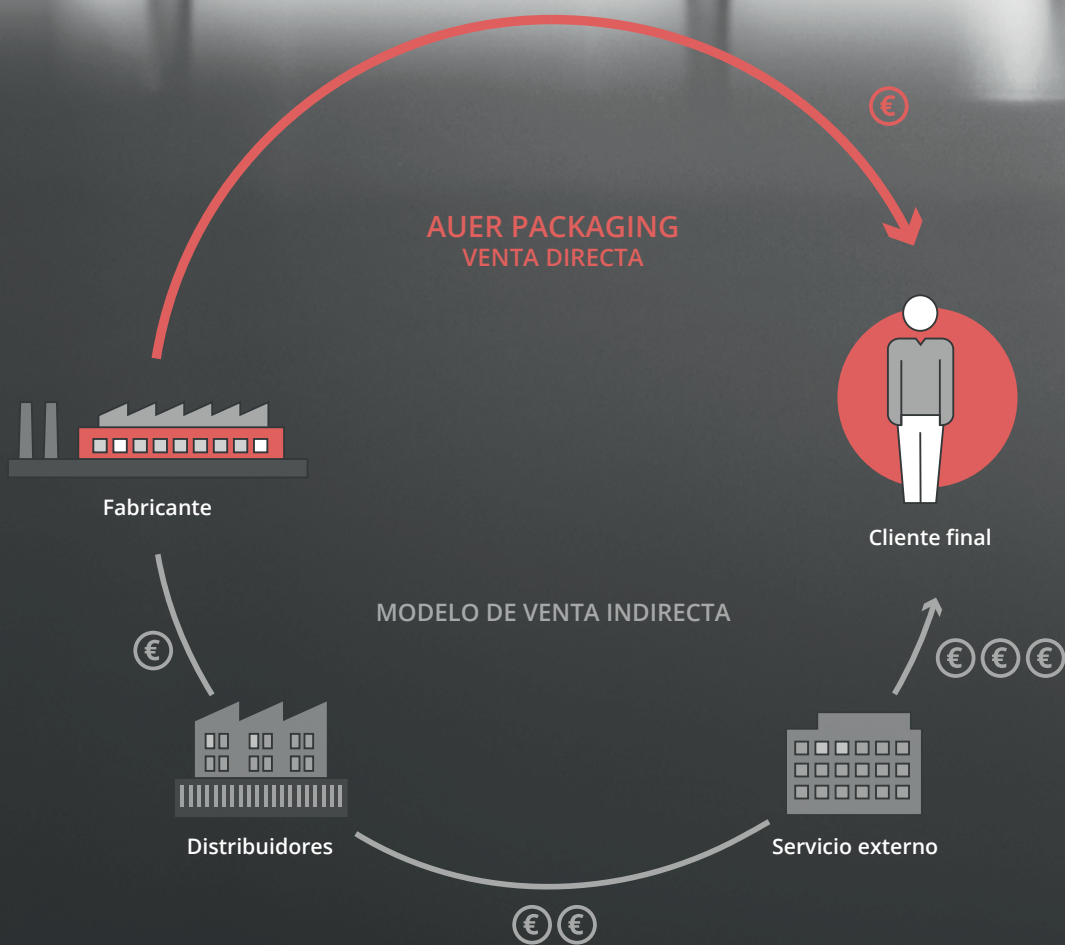 €
AUER PACKAGING
VENTA DIRECTA
Fabricante
Cliente final
MODELO DE VENTA INDIRECTA
€
€ € €
Distribuidores
Servicio externo
€ €